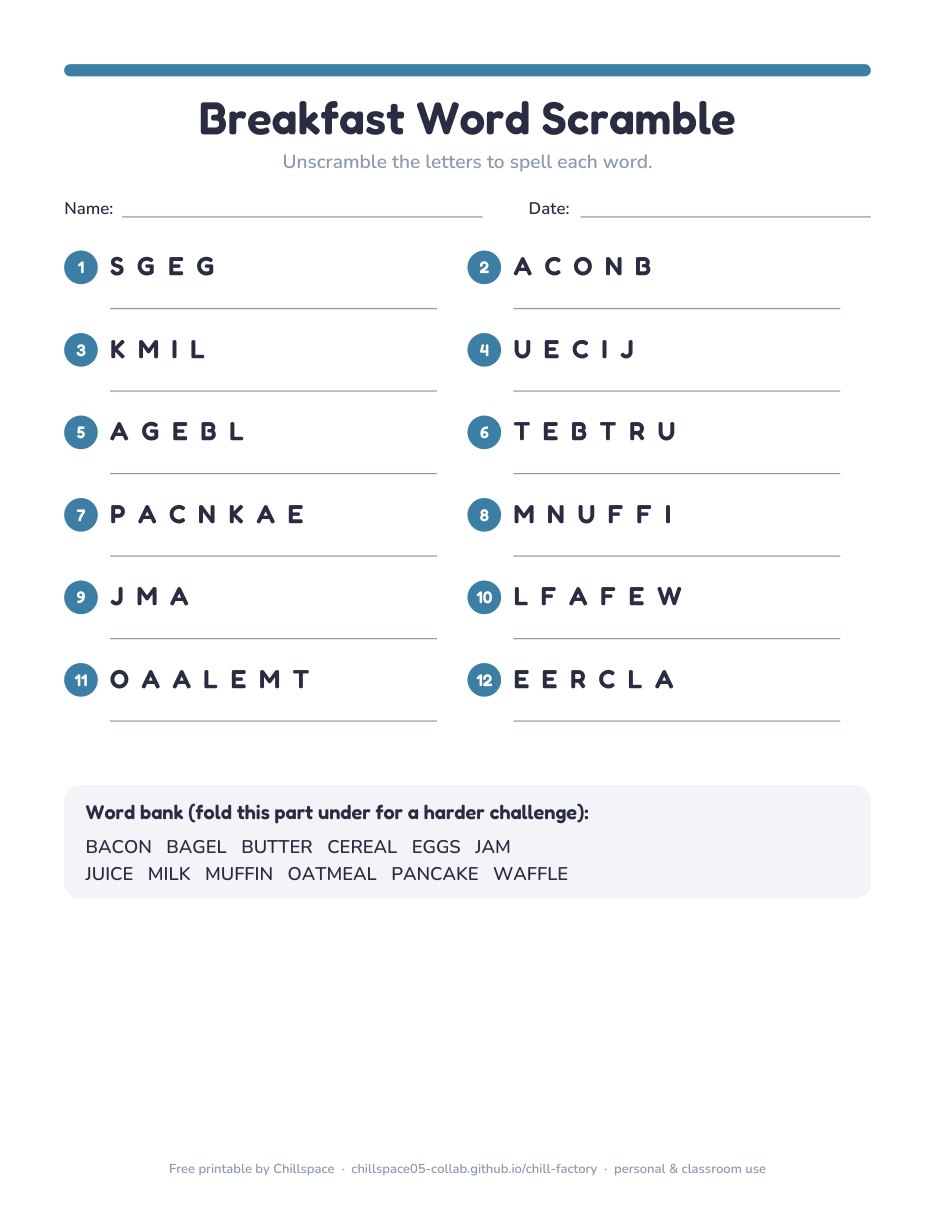 Breakfast Word Scramble
Unscramble the letters to spell each word.
Name: Date:
1 S G E G 2 A C O N B
3 K M I L 4 U E C I J
5 A G E B L 6 T E B T R U
7 P A C N K A E 8 M N U F F I
9 J M A 10 L F A F E W
11 O A A L E M T 12 E E R C L A
Word bank (fold this part under for a harder challenge):
BACON BAGEL BUTTER CEREAL EGGS JAM
JUICE MILK MUFFIN OATMEAL PANCAKE WAFFLE
Free printable by Chillspace · chillspace05-collab.github.io/chill-factory · personal & classroom use